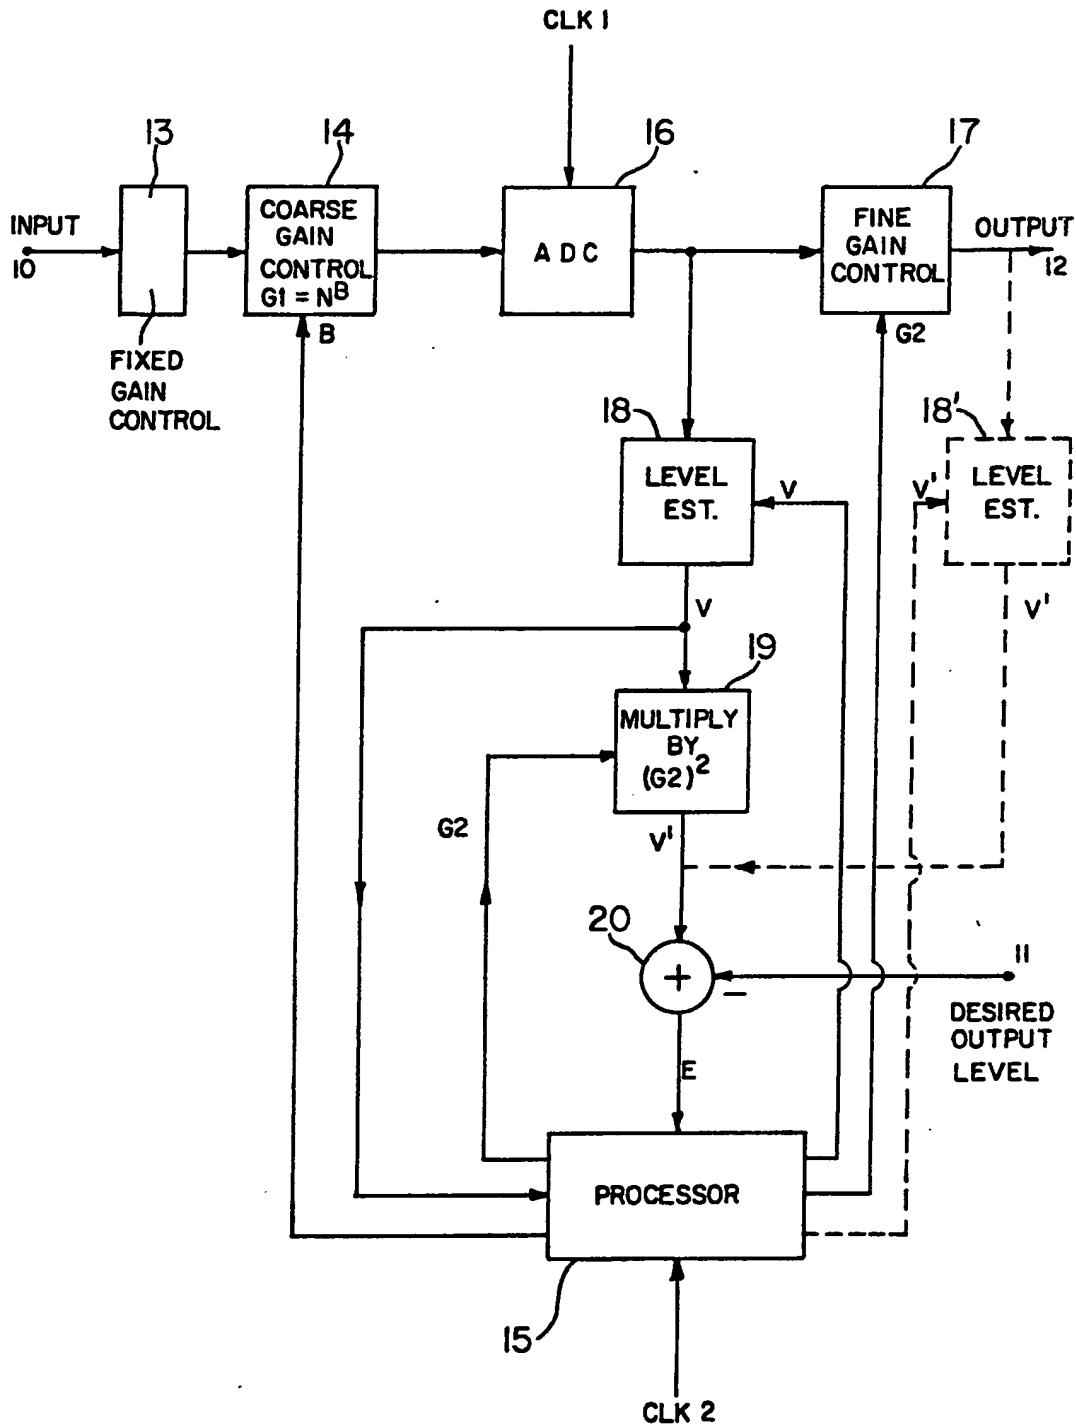 CLK 1
13
14
16
17
INPUT
10
COARSE
GAIN
CONTROL
G1 = N^B
A D C
FINE
GAIN
CONTROL
OUTPUT
12
B
G2
FIXED
GAIN
CONTROL
18
18'
LEVEL
EST.
V
V'
LEVEL
EST.
V
V'
19
MULTIPLY
BY
(G2)^2
G2
V'
20
+
−
11
DESIRED
OUTPUT
LEVEL
E
PROCESSOR
15
CLK 2